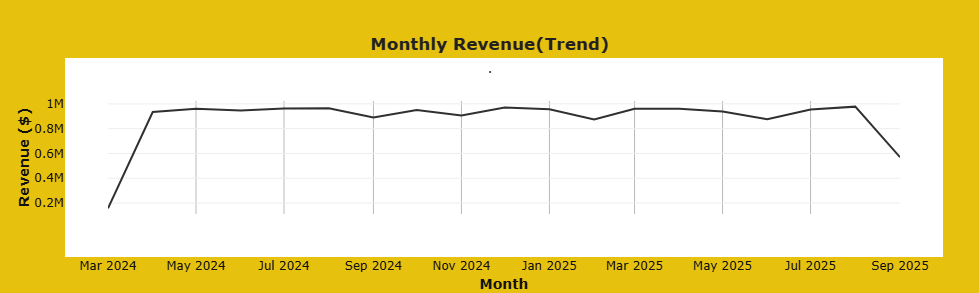 Monthly Revenue(Trend)
.
Revenue ($)
1M
0.8M
0.6M
0.4M
0.2M
Mar 2024 May 2024 Jul 2024 Sep 2024 Nov 2024 Jan 2025 Mar 2025 May 2025 Jul 2025 Sep 2025
Month